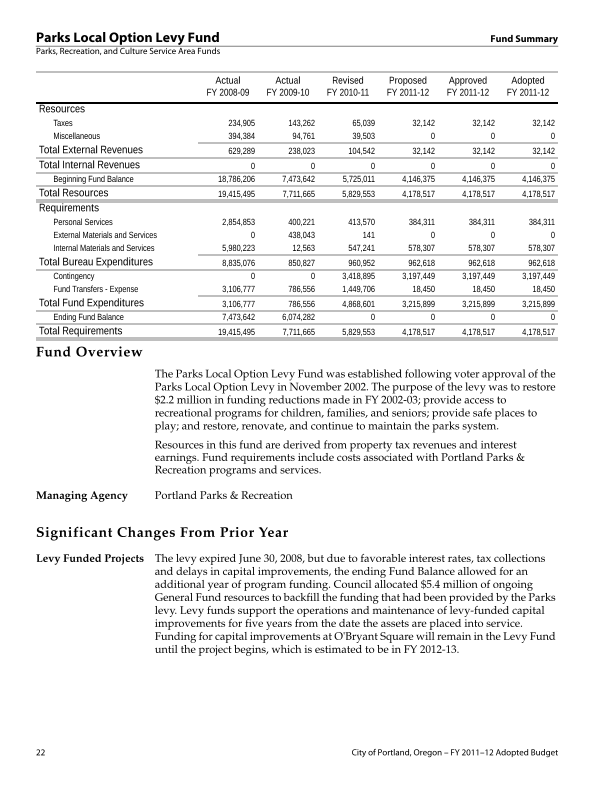 Parks Local Option Levy Fund Fund Summary
Parks, Recreation, and Culture Service Area Funds
Actual Actual Revised Proposed Approved Adopted
FY 2008-09 FY 2009-10 FY 2010-11 FY 2011-12 FY 2011-12 FY 2011-12
Resources
Taxes 234,905 143,262 65,039 32,142 32,142 32,142
Miscellaneous 394,384 94,761 39,503 0 0 0
Total External Revenues 629,289 238,023 104,542 32,142 32,142 32,142
Total Internal Revenues 0 0 0 0 0 0
Beginning Fund Balance 18,786,206 7,473,642 5,725,011 4,146,375 4,146,375 4,146,375
Total Resources 19,415,495 7,711,665 5,829,553 4,178,517 4,178,517 4,178,517
Requirements
Personal Services 2,854,853 400,221 413,570 384,311 384,311 384,311
External Materials and Services 0 438,043 141 0 0 0
Internal Materials and Services 5,980,223 12,563 547,241 578,307 578,307 578,307
Total Bureau Expenditures 8,835,076 850,827 960,952 962,618 962,618 962,618
Contingency 0 0 3,418,895 3,197,449 3,197,449 3,197,449
Fund Transfers - Expense 3,106,777 786,556 1,449,706 18,450 18,450 18,450
Total Fund Expenditures 3,106,777 786,556 4,868,601 3,215,899 3,215,899 3,215,899
Ending Fund Balance 7,473,642 6,074,282 0 0 0 0
Total Requirements 19,415,495 7,711,665 5,829,553 4,178,517 4,178,517 4,178,517
Fund Overview
The Parks Local Option Levy Fund was established following voter approval of the
Parks Local Option Levy in November 2002. The purpose of the levy was to restore
$2.2 million in funding reductions made in FY 2002-03; provide access to
recreational programs for children, families, and seniors; provide safe places to
play; and restore, renovate, and continue to maintain the parks system.
Resources in this fund are derived from property tax revenues and interest
earnings. Fund requirements include costs associated with Portland Parks &
Recreation programs and services.
Managing Agency Portland Parks & Recreation
Significant Changes From Prior Year
Levy Funded Projects The levy expired June 30, 2008, but due to favorable interest rates, tax collections
and delays in capital improvements, the ending Fund Balance allowed for an
additional year of program funding. Council allocated $5.4 million of ongoing
General Fund resources to backfill the funding that had been provided by the Parks
levy. Levy funds support the operations and maintenance of levy-funded capital
improvements for five years from the date the assets are placed into service.
Funding for capital improvements at O'Bryant Square will remain in the Levy Fund
until the project begins, which is estimated to be in FY 2012-13.
22 City of Portland, Oregon – FY 2011–12 Adopted Budget